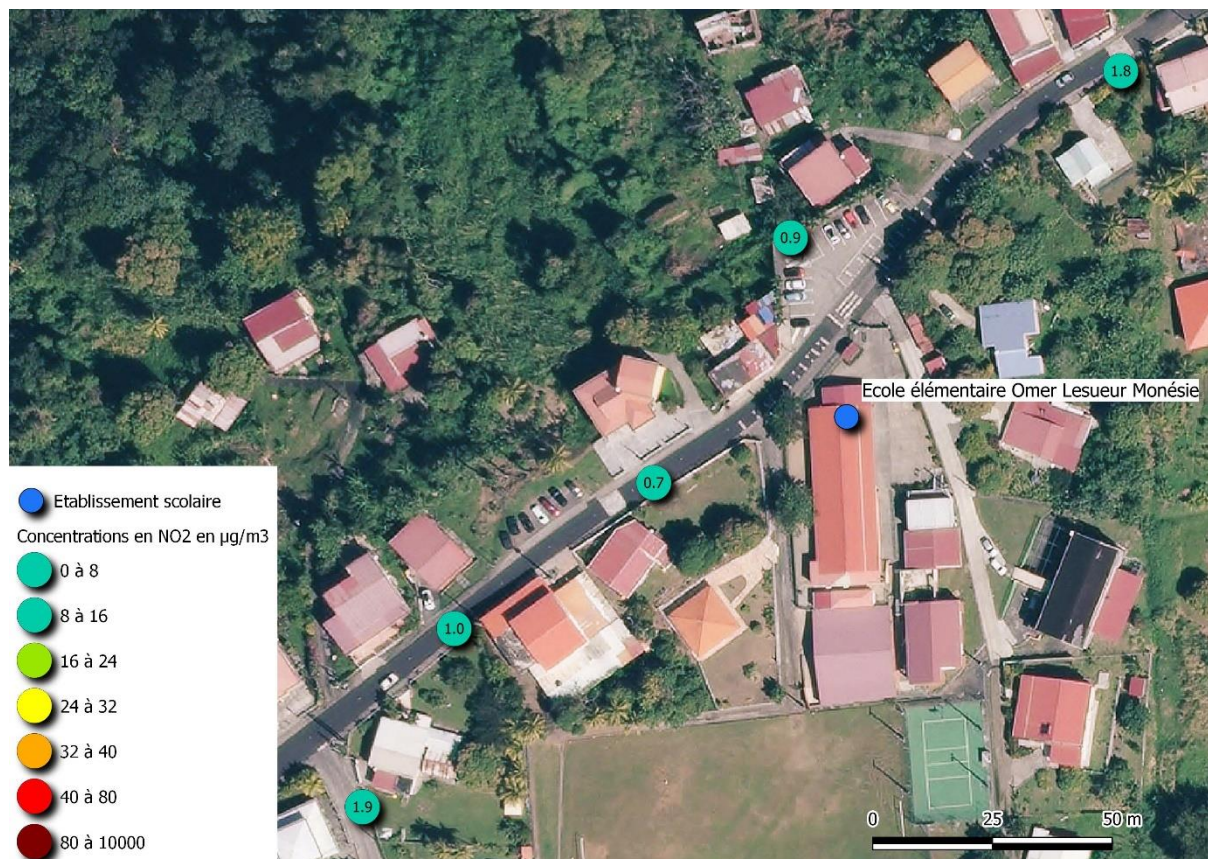 1.8
0.9
Ecole élémentaire Omer Lesueur Monésie
0.7
1.0
1.9
Etablissement scolaire
Concentrations en NO2 en µg/m3
0 à 8
8 à 16
16 à 24
24 à 32
32 à 40
40 à 80
80 à 10000
0 25 50 m